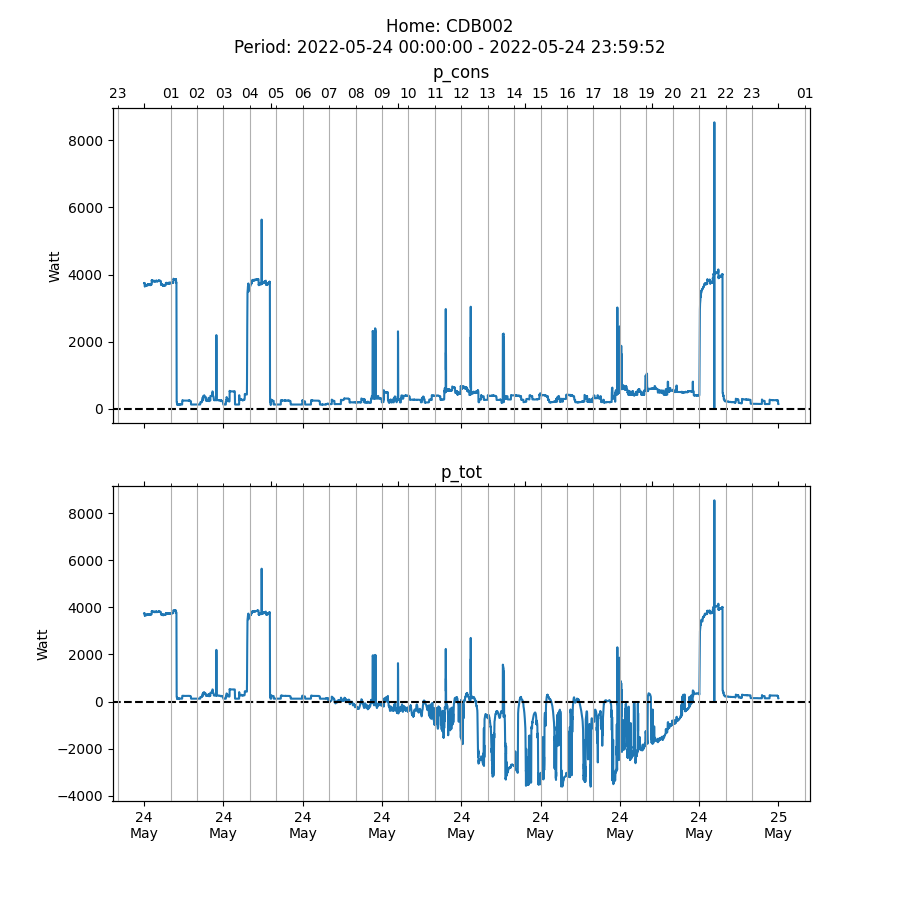 Home: CDB002
Period: 2022-05-24 00:00:00 - 2022-05-24 23:59:52
p_cons
23 01 02 03 04 05 06 07 08 09 10 11 12 13 14 15 16 17 18 19 20 21 22 23 01
8000
6000
4000
2000
0
Watt
p_tot
8000
6000
4000
2000
0
−2000
−4000
Watt
24 24 24 24 24 24 24 24 25
May May May May May May May May May